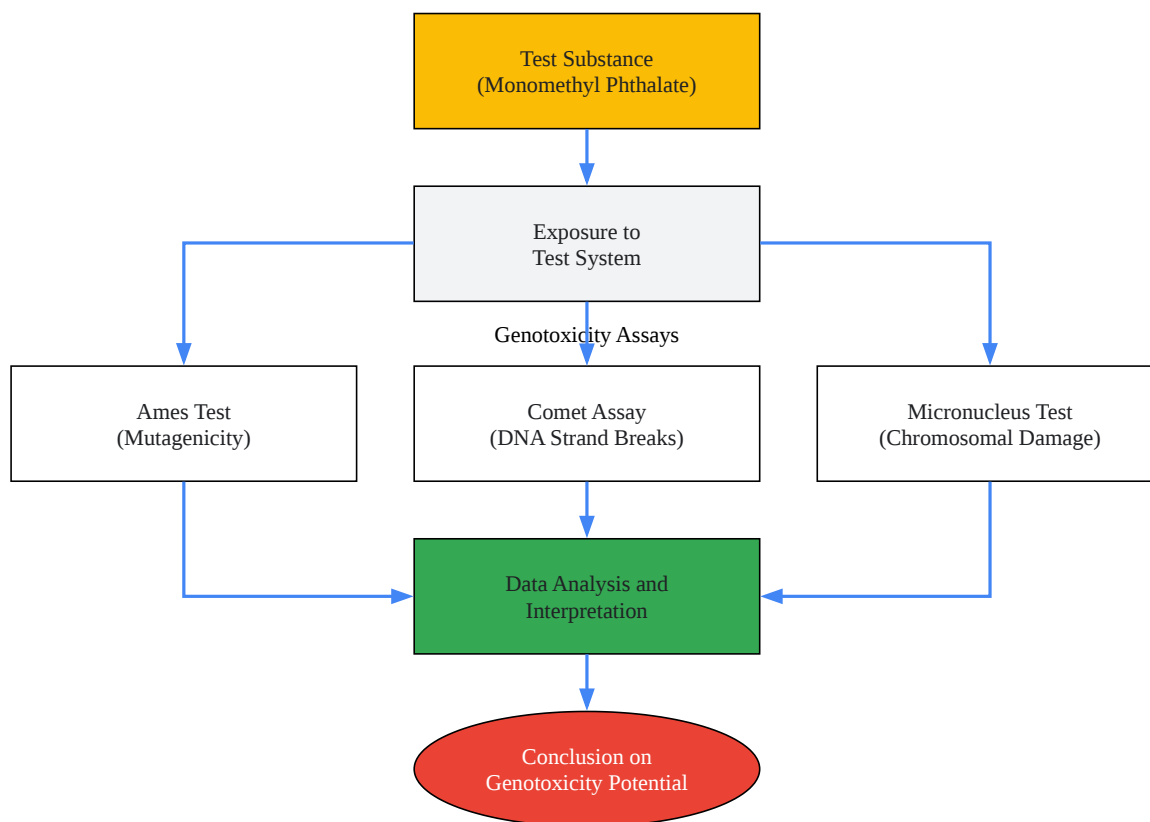 Test Substance
(Monomethyl Phthalate)
Exposure to
Test System
Genotoxicity Assays
Ames Test
(Mutagenicity)
Comet Assay
(DNA Strand Breaks)
Micronucleus Test
(Chromosomal Damage)
Data Analysis and
Interpretation
Conclusion on
Genotoxicity Potential